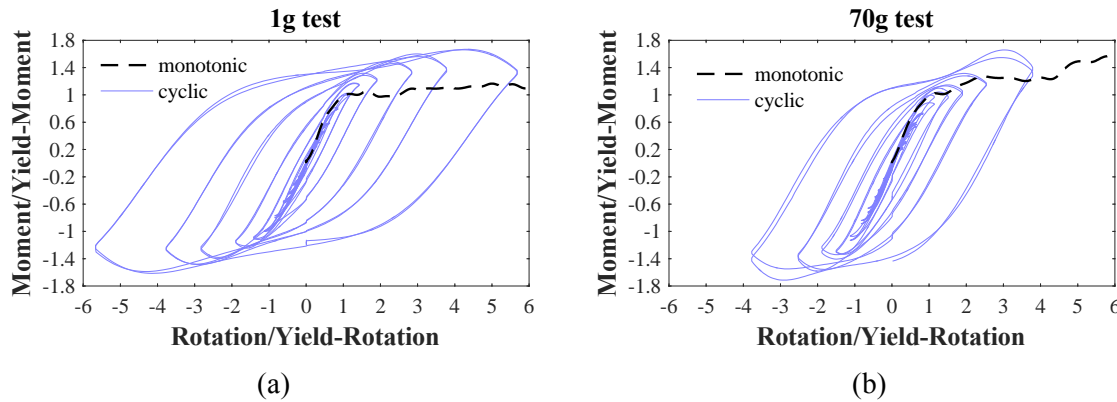 1g test
Moment/Yield-Moment
1.8
1.4
1
0.6
0.2
-0.2
-0.6
-1
-1.4
-1.8
monotonic
cyclic
-6 -5 -4 -3 -2 -1 0 1 2 3 4 5 6
Rotation/Yield-Rotation
(a)
70g test
Moment/Yield-Moment
1.8
1.4
1
0.6
0.2
-0.2
-0.6
-1
-1.4
-1.8
monotonic
cyclic
-6 -5 -4 -3 -2 -1 0 1 2 3 4 5 6
Rotation/Yield-Rotation
(b)